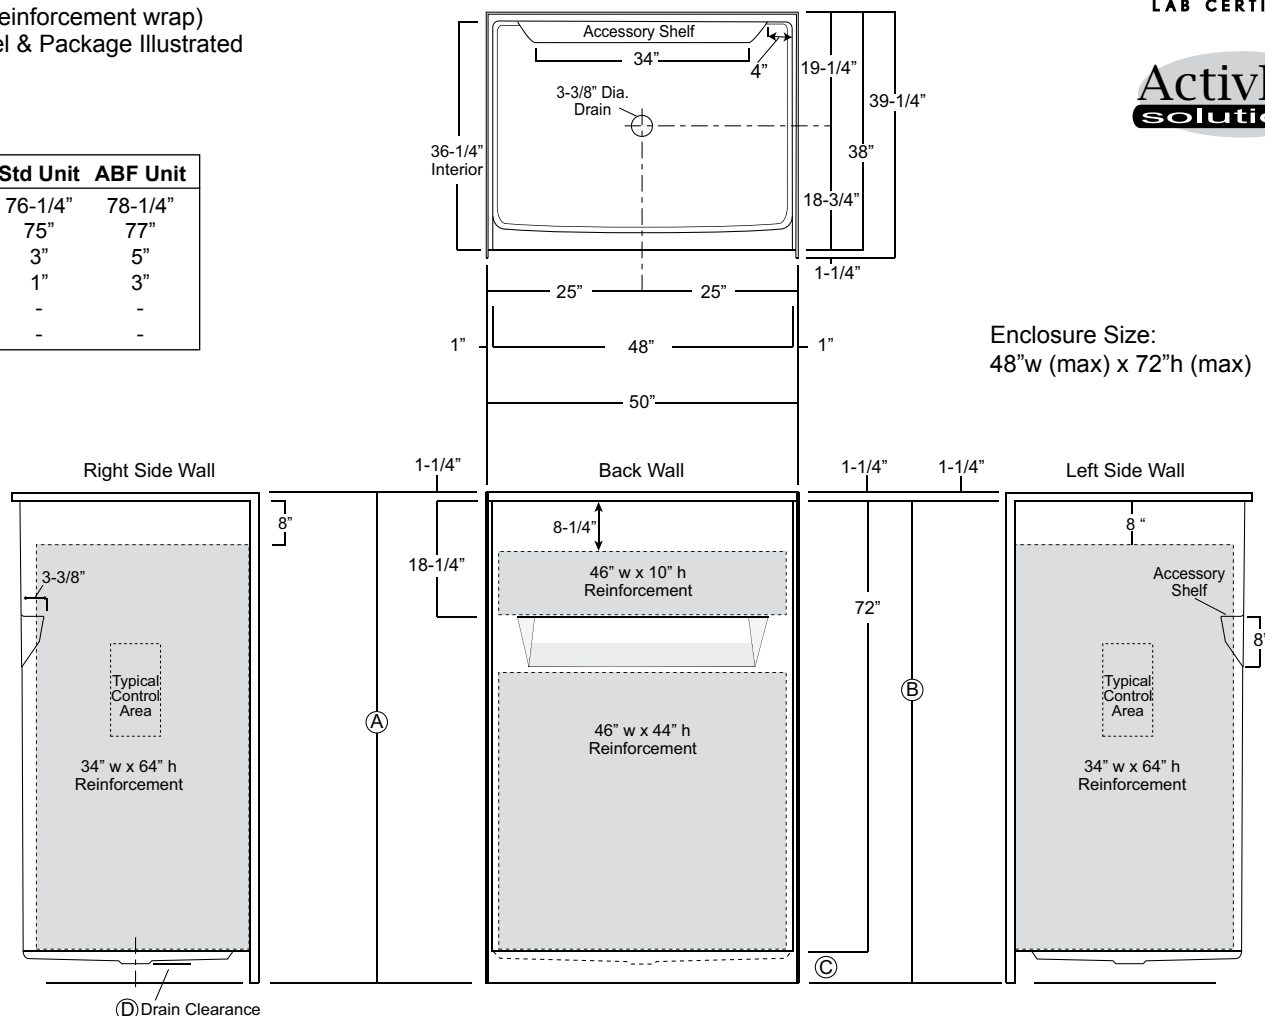 einforcement wrap)
el & Package Illustrated
LAB CERTI
Accessory Shelf
34”
4”
19-1/4”
39-1/4”
3-3/8” Dia.
Drain
36-1/4”
Interior
38”
18-3/4”
1-1/4”
25” 25”
1” 48” 1”
50”
solutio
Std Unit ABF Unit
76-1/4” 78-1/4”
75” 77”
3” 5”
1” 3”
- -
- -
Enclosure Size:
48”w (max) x 72”h (max)
Right Side Wall
8”
3-3/8”
Typical
Control
Area
34” w x 64” h
Reinforcement
D Drain Clearance
A
1-1/4”
18-1/4”
Back Wall
8-1/4”
46” w x 10” h
Reinforcement
46” w x 44” h
Reinforcement
1-1/4”
72”
C
1-1/4”
B
Left Side Wall
8 “
Accessory
Shelf
8”
Typical
Control
Area
34” w x 64” h
Reinforcement